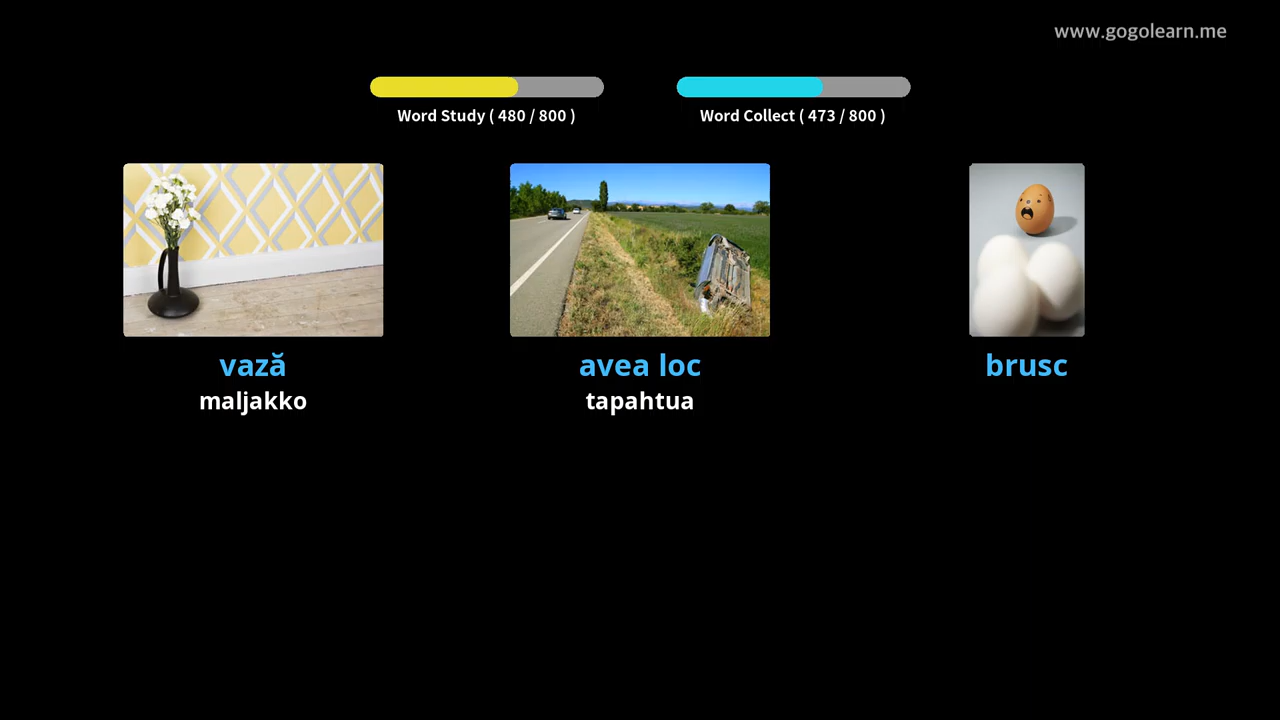 www.gogolearn.me
Word Study ( 480 / 800 )
Word Collect ( 473 / 800 )
vază
avea loc
brusc
maljakko
tapahtua